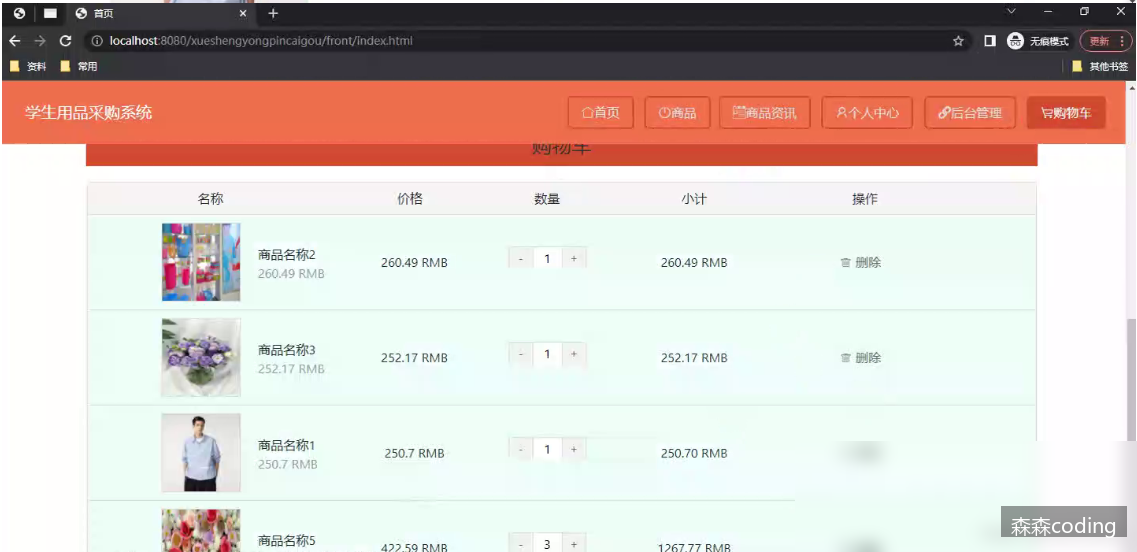 首页
localhost:8080/xueshengyongpincaigou/front/index.html
无痕模式
更新
资料
常用
其他书签
学生用品采购系统
首页
商品
商品资讯
个人中心
后台管理
购物车
购物车
名称 价格 数量 小计 操作
商品名称2
260.49 RMB
260.49 RMB - 1 + 260.49 RMB 删除
商品名称3
252.17 RMB
252.17 RMB - 1 + 252.17 RMB 删除
商品名称1
250.7 RMB
250.7 RMB - 1 + 250.70 RMB
商品名称5
422.59 RMB - 3 + 1267.77 RMB
森森coding